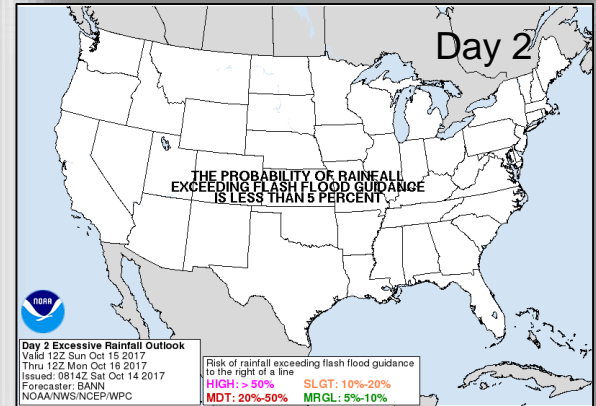 Day 2
THE PROBABILITY OF RAINFALL
EXCEEDING FLASH FLOOD GUIDANCE
IS LESS THAN 5 PERCENT
NOAA
Day 2 Excessive Rainfall Outlook
Valid 12Z Sun Oct 15 2017
Thru 12Z Mon Oct 16 2017
Issued: 0814Z Sat Oct 14 2017
Forecaster: BANN
NOAA/NWS/NCEP/WPC
Risk of rainfall exceeding flash flood guidance
to the right of a line
HIGH: > 50% SLGT: 10%-20%
MDT: 20%-50% MRGL: 5%-10%